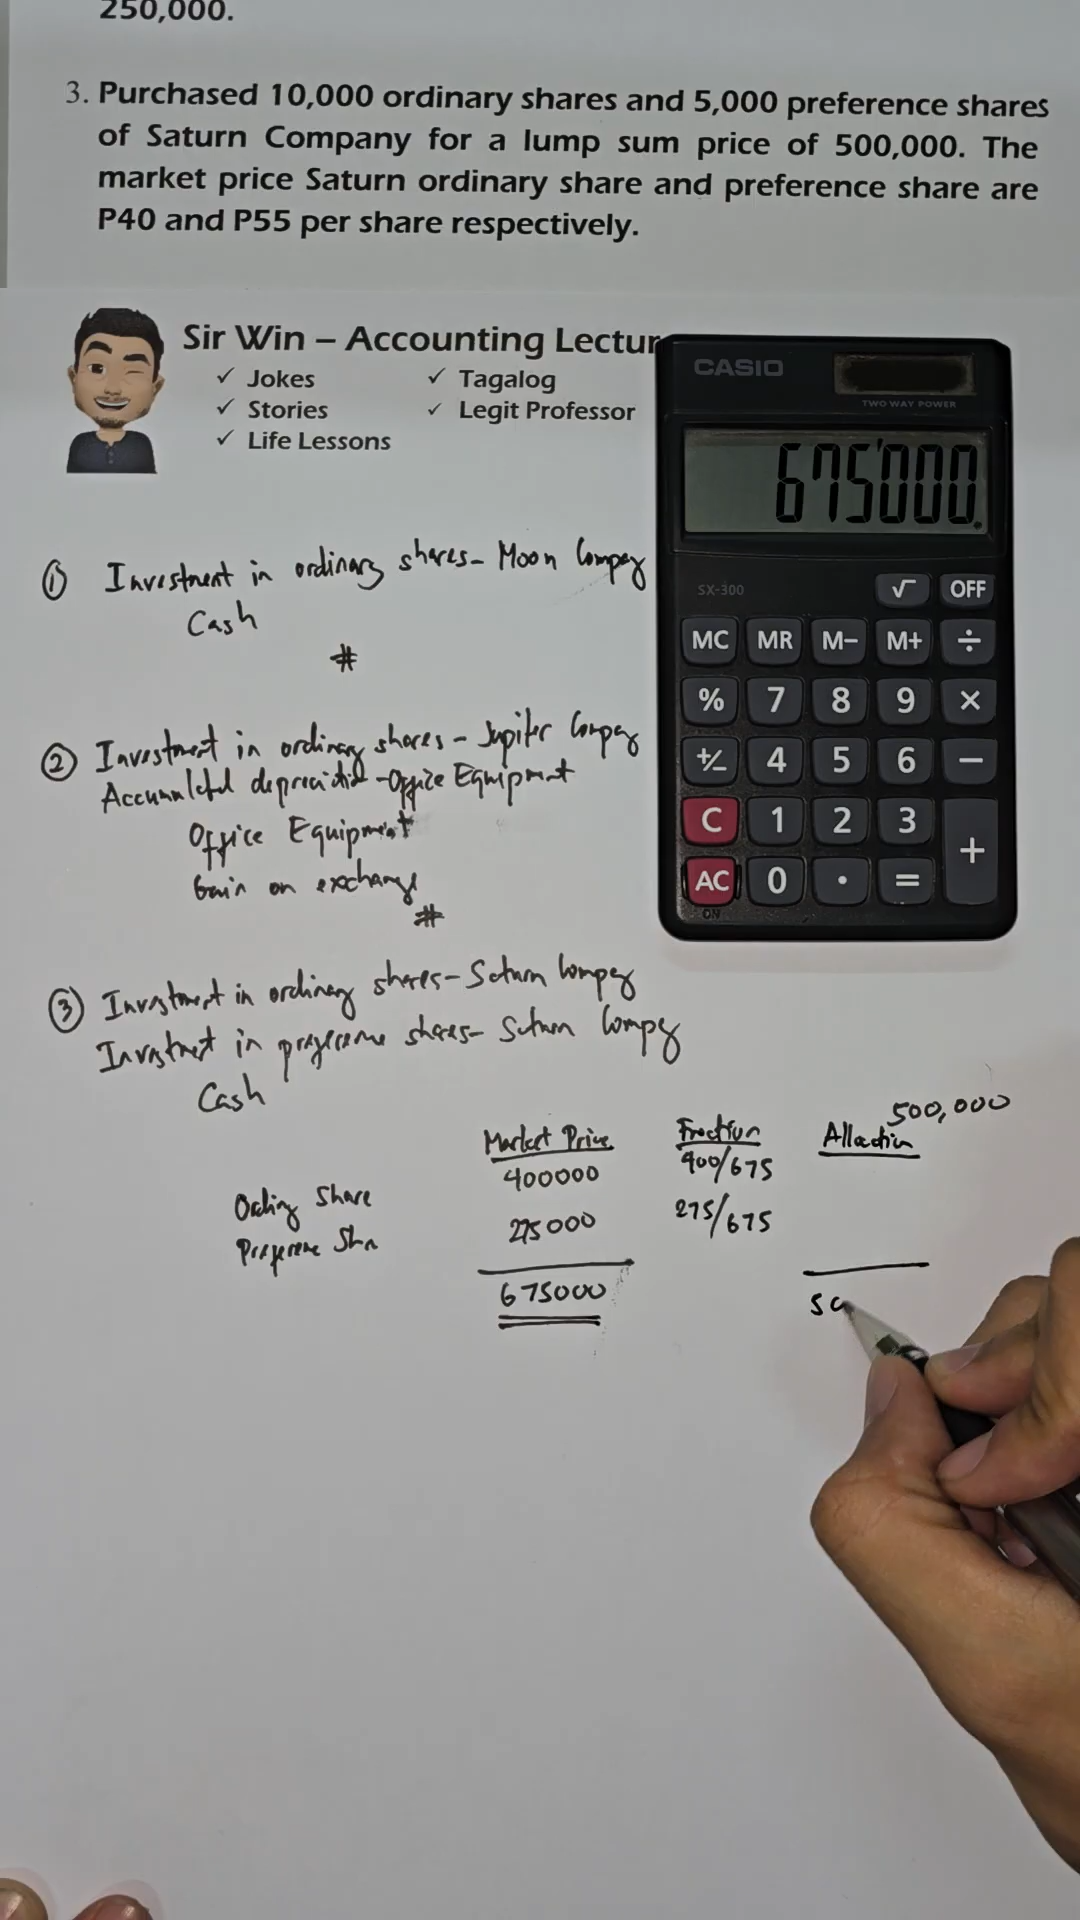 250,000.
3. Purchased 10,000 ordinary shares and 5,000 preference shares
of Saturn Company for a lump sum price of 500,000. The
market price Saturn ordinary share and preference share are
P40 and P55 per share respectively.
Sir Win – Accounting Lectur
✓ Jokes
✓ Tagalog
✓ Stories
✓ Legit Professor
✓ Life Lessons
CASIO
TWO WAY POWER
675'000.
SX-300
√ OFF
MC MR M− M+ ÷
% 7 8 9 ×
+/− 4 5 6 −
C 1 2 3
+
AC 0 · =
ON
① Investment in ordinary shares - Moon Company
Cash
#
② Investment in ordinary shares - Jupiter Company
Accumulated depreciation - Office Equipment
Office Equipment
Gain on exchange
#
③ Investment in ordinary shares - Saturn Company
Investment in preference shares - Saturn Company
Cash
500,000
Market Price Fraction Allocation
Ordinary Share 400000 400/675
Preference Share 275000 275/675
675000 50